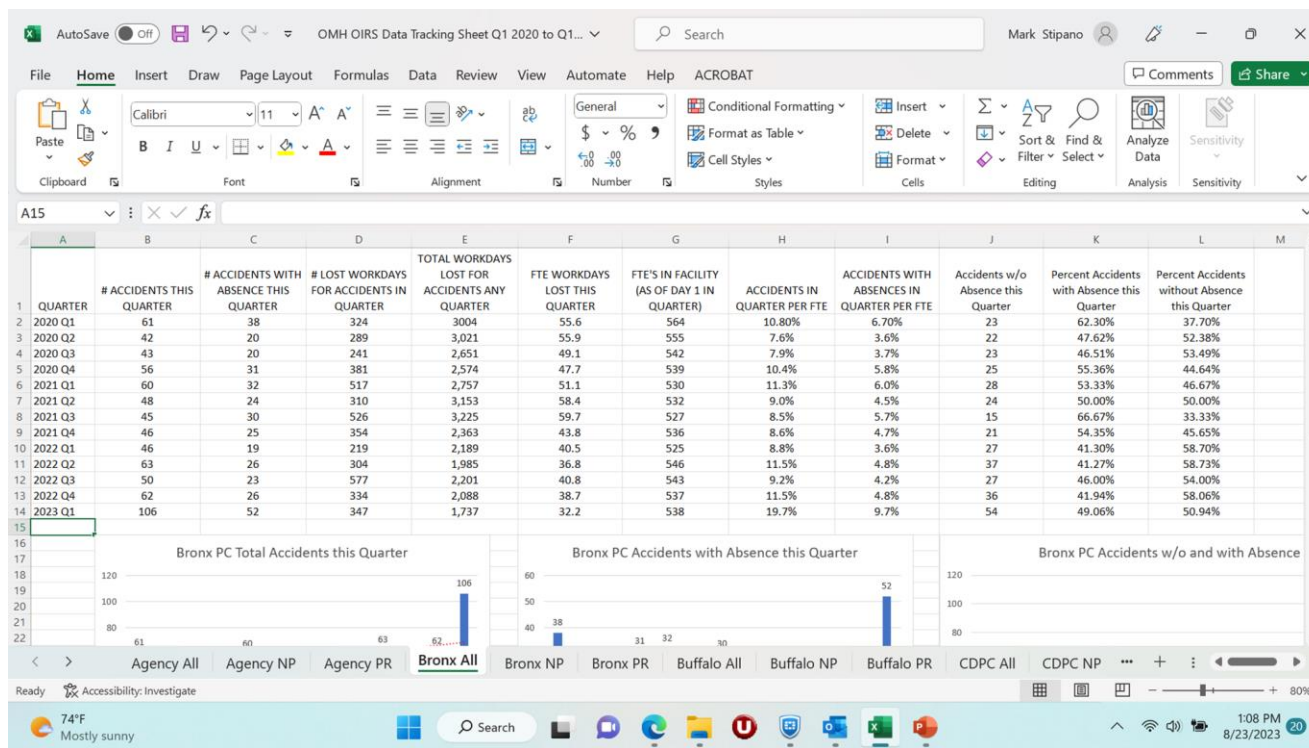 AutoSave Off OMH OIRS Data Tracking Sheet Q1 2020 to Q1... Search Mark Stipano
File Home Insert Draw Page Layout Formulas Data Review View Automate Help ACROBAT Comments Share
Calibri 11 A^ A˅ General Conditional Formatting Insert Σ
Paste B I U A $ % , Format as Table Delete Sort & Find & Analyze Sensitivity
Cell Styles Format Filter Select Data
Clipboard Font Alignment Number Styles Cells Editing Analysis Sensitivity
A15 fx
A B C D E F G H I J K L M
1 QUARTER # ACCIDENTS THIS QUARTER # ACCIDENTS WITH ABSENCE THIS QUARTER # LOST WORKDAYS FOR ACCIDENTS IN QUARTER TOTAL WORKDAYS LOST FOR ACCIDENTS ANY QUARTER FTE WORKDAYS LOST THIS QUARTER FTE'S IN FACILITY (AS OF DAY 1 IN QUARTER) ACCIDENTS IN QUARTER PER FTE ACCIDENTS WITH ABSENCES IN QUARTER PER FTE Accidents w/o Absence this Quarter Percent Accidents with Absence this Quarter Percent Accidents without Absence this Quarter
2 2020 Q1 61 38 324 3004 55.6 564 10.80% 6.70% 23 62.30% 37.70%
3 2020 Q2 42 20 289 3,021 55.9 555 7.6% 3.6% 22 47.62% 52.38%
4 2020 Q3 43 20 241 2,651 49.1 542 7.9% 3.7% 23 46.51% 53.49%
5 2020 Q4 56 31 381 2,574 47.7 539 10.4% 5.8% 25 55.36% 44.64%
6 2021 Q1 60 32 517 2,757 51.1 530 11.3% 6.0% 28 53.33% 46.67%
7 2021 Q2 48 24 310 3,153 58.4 532 9.0% 4.5% 24 50.00% 50.00%
8 2021 Q3 45 30 526 3,225 59.7 527 8.5% 5.7% 15 66.67% 33.33%
9 2021 Q4 46 25 354 2,363 43.8 536 8.6% 4.7% 21 54.35% 45.65%
10 2022 Q1 46 19 219 2,189 40.5 525 8.8% 3.6% 27 41.30% 58.70%
11 2022 Q2 63 26 304 1,985 36.8 546 11.5% 4.8% 37 41.27% 58.73%
12 2022 Q3 50 23 577 2,201 40.8 543 9.2% 4.2% 27 46.00% 54.00%
13 2022 Q4 62 26 334 2,088 38.7 537 11.5% 4.8% 36 41.94% 58.06%
14 2023 Q1 106 52 347 1,737 32.2 538 19.7% 9.7% 54 49.06% 50.94%
15
16 Bronx PC Total Accidents this Quarter Bronx PC Accidents with Absence this Quarter Bronx PC Accidents w/o and with Absence
17
18 120 60 120
19 106 52
20 100 50 100
21 80 38 40 80
22 61 60 63 62 31 32 30
Agency All Agency NP Agency PR Bronx All Bronx NP Bronx PR Buffalo All Buffalo NP Buffalo PR CDPC All CDPC NP ... +
Ready Accessibility: Investigate 80%
74°F Search 1:08 PM
Mostly sunny 8/23/2023 20